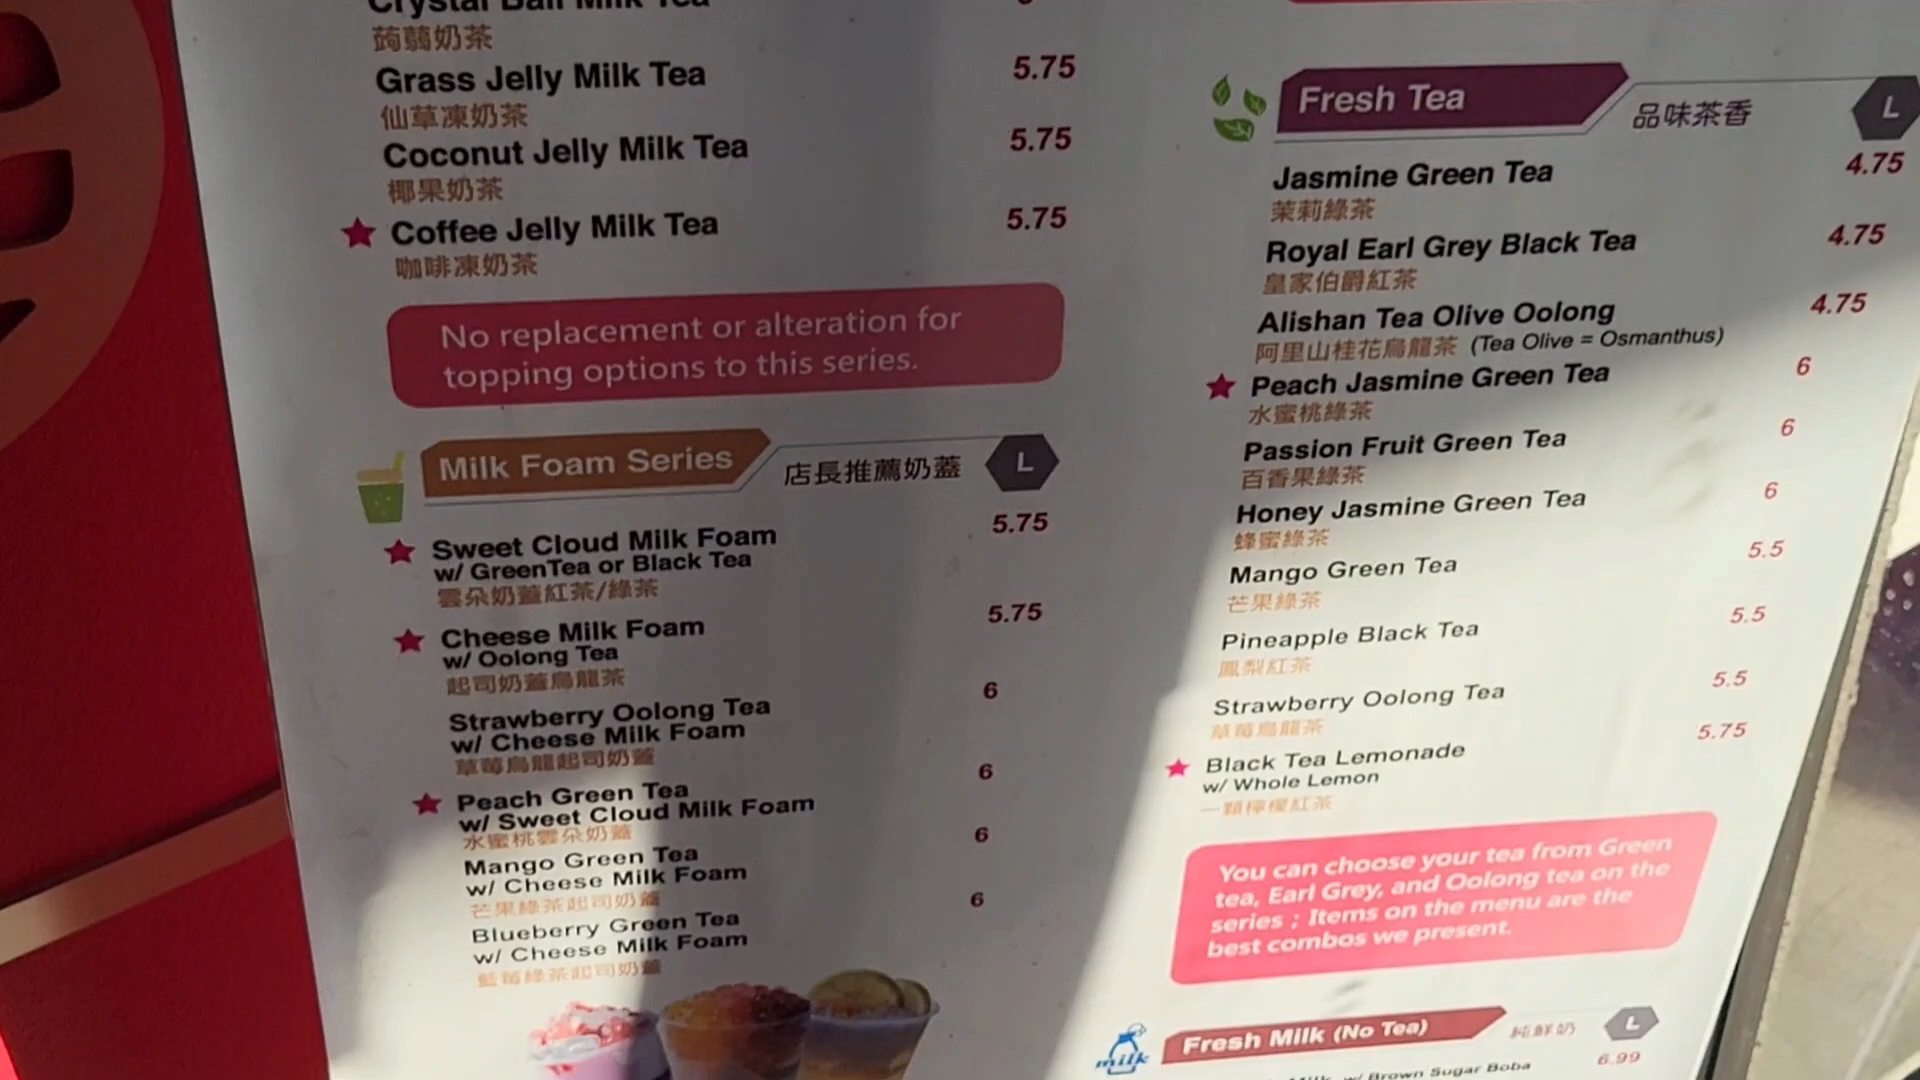 Crystal Ball Milk Tea
蒟蒻奶茶
Grass Jelly Milk Tea 5.75
仙草凍奶茶
Coconut Jelly Milk Tea 5.75
椰果奶茶
Coffee Jelly Milk Tea 5.75
咖啡凍奶茶
No replacement or alteration for
topping options to this series.
Milk Foam Series 店長推薦奶蓋 L
Sweet Cloud Milk Foam 5.75
w/ GreenTea or Black Tea
雲朵奶蓋紅茶/綠茶
Cheese Milk Foam 5.75
w/ Oolong Tea
起司奶蓋烏龍茶
Strawberry Oolong Tea 6
w/ Cheese Milk Foam
草莓烏龍起司奶蓋
Peach Green Tea 6
w/ Sweet Cloud Milk Foam
水蜜桃雲朵奶蓋
Mango Green Tea 6
w/ Cheese Milk Foam
芒果綠茶起司奶蓋
Blueberry Green Tea 6
w/ Cheese Milk Foam
藍莓綠茶起司奶蓋
Fresh Tea 品味茶香 L
Jasmine Green Tea 4.75
茉莉綠茶
Royal Earl Grey Black Tea 4.75
皇家伯爵紅茶
Alishan Tea Olive Oolong 4.75
阿里山桂花烏龍茶 (Tea Olive = Osmanthus)
Peach Jasmine Green Tea 6
水蜜桃綠茶
Passion Fruit Green Tea 6
百香果綠茶
Honey Jasmine Green Tea 6
蜂蜜綠茶
Mango Green Tea 5.5
芒果綠茶
Pineapple Black Tea 5.5
鳳梨紅茶
Strawberry Oolong Tea 5.5
草莓烏龍茶
Black Tea Lemonade 5.75
w/ Whole Lemon
一顆檸檬紅茶
You can choose your tea from Green
tea, Earl Grey, and Oolong tea on the
series ; Items on the menu are the
best combos we present.
milk Fresh Milk (No Tea) 純鮮奶 L
w/ Brown Sugar Boba 6.99